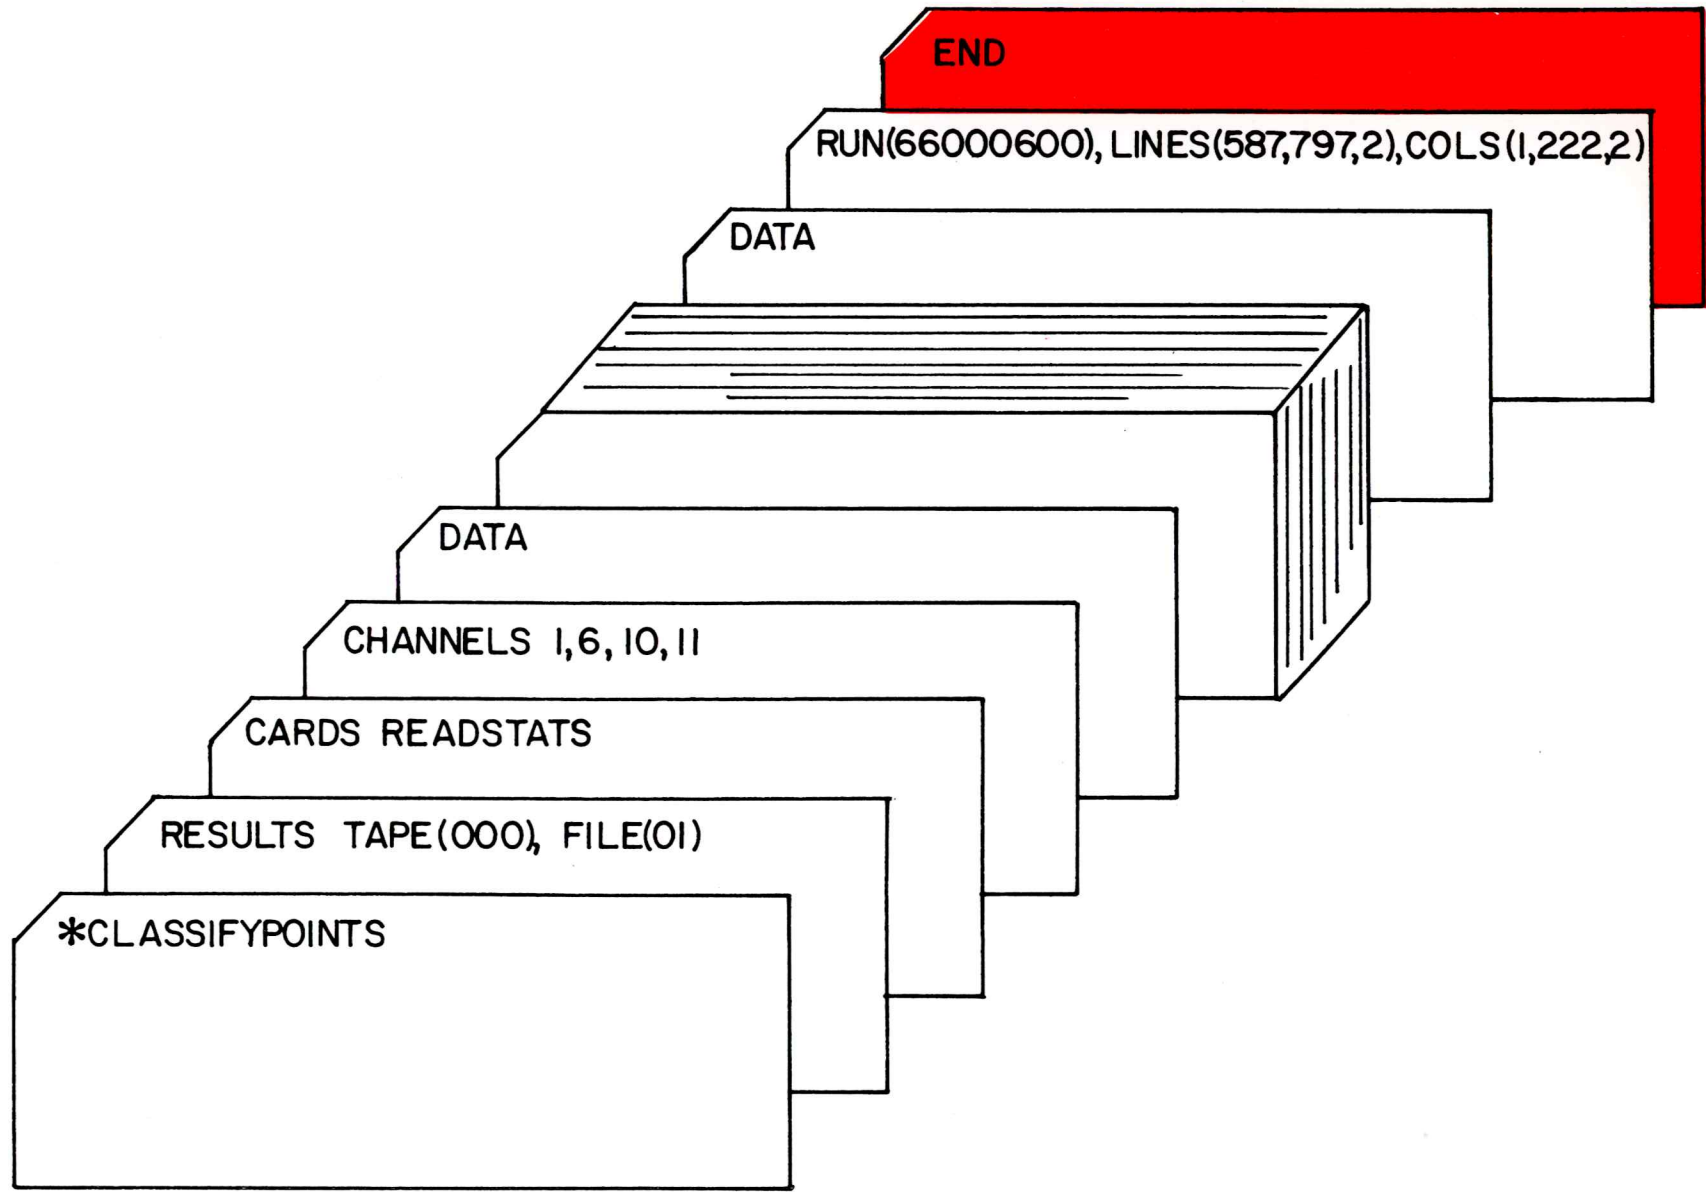 END
RUN(66000600), LINES(587,797,2), COLS(1,222,2)
DATA
DATA
CHANNELS 1,6,10,11
CARDS READSTATS
RESULTS TAPE(000), FILE(01)
*CLASSIFYPOINTS